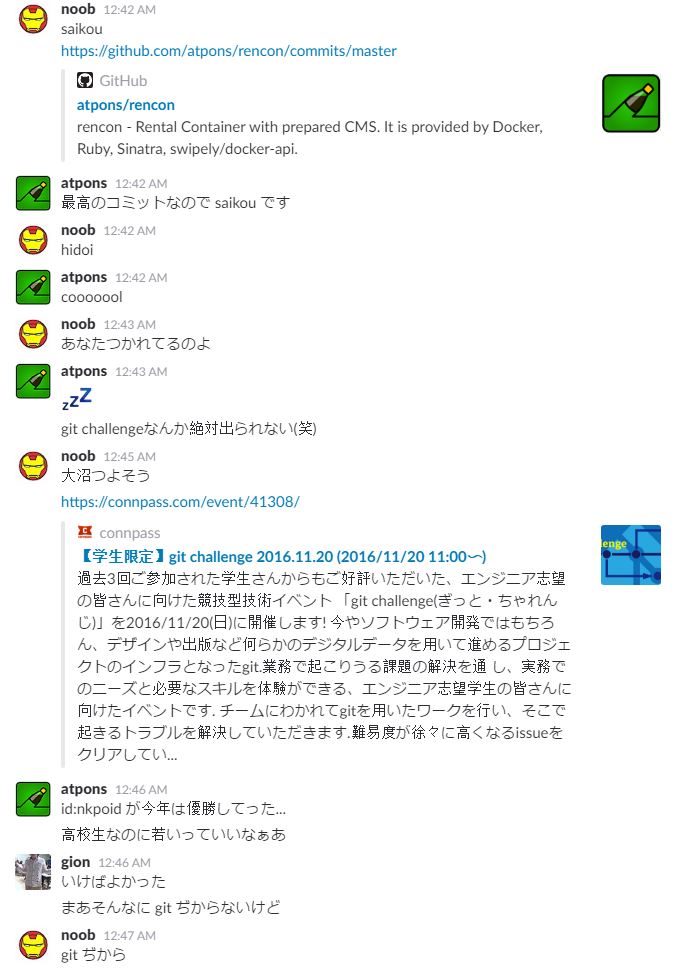 noob 12:42 AM
saikou
https://github.com/atpons/rencon/commits/master
GitHub
atpons/rencon
rencon - Rental Container with prepared CMS. It is provided by Docker,
Ruby, Sinatra, swipely/docker-api.
atpons 12:42 AM
最高のコミットなので saikou です
noob 12:42 AM
hidoi
atpons 12:42 AM
cooooool
noob 12:43 AM
あなたつかれてるのよ
atpons 12:43 AM
zzZ
git challengeなんか絶対出られない(笑)
noob 12:45 AM
大沼つよそう
https://connpass.com/event/41308/
connpass
【学生限定】git challenge 2016.11.20 (2016/11/20 11:00〜)
enge
過去3回ご参加された学生さんからもご好評いただいた、エンジニア志望
の皆さんに向けた競技型技術イベント 「git challenge(ぎっと・ちゃれん
じ)」を2016/11/20(日)に開催します! 今やソフトウェア開発ではもちろ
ん、デザインや出版など何らかのデジタルデータを用いて進めるプロジェ
クトのインフラとなったgit.業務で起こりうる課題の解決を通 し、実務で
のニーズと必要なスキルを体験ができる、エンジニア志望学生の皆さんに
向けたイベントです. チームにわかれてgitを用いたワークを行い、そこで
起きるトラブルを解決していただきます.難易度が徐々に高くなるissueを
クリアしてい...
atpons 12:46 AM
id:nkpoid が今年は優勝してった...
高校生なのに若いっていいなぁあ
gion 12:46 AM
いけばよかった
まあそんなに git ぢからないけど
noob 12:47 AM
git ぢから